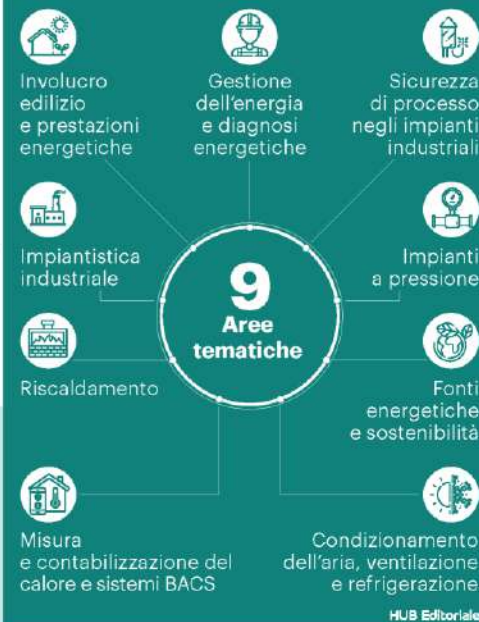 Involucro
edilizio
e prestazioni
energetiche
Gestione
dell'energia
e diagnosi
energetiche
Sicurezza
di processo
negli impianti
industriali
Impiantistica
industriale
9
Aree
tematiche
Impianti
a pressione
Riscaldamento
Fonti
energetiche
e sostenibilità
Misura
e contabilizzazione del
calore e sistemi BACS
Condizionamento
dell'aria, ventilazione
e refrigerazione
HUB Editoriale